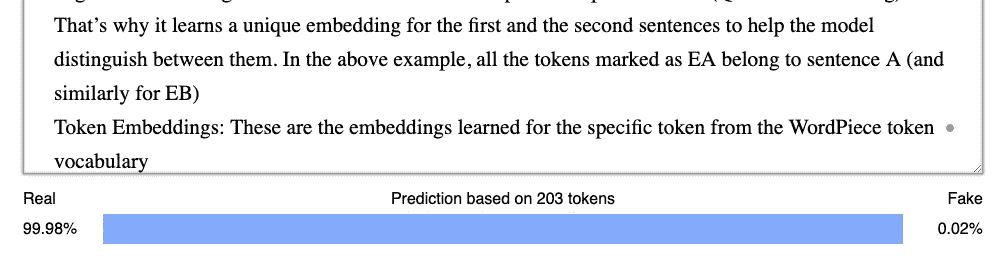 That's why it learns a unique embedding for the first and the second sentences to help the model
distinguish between them. In the above example, all the tokens marked as EA belong to sentence A (and
similarly for EB)
Token Embeddings: These are the embeddings learned for the specific token from the WordPiece token
vocabulary
Real Prediction based on 203 tokens Fake
99.98% 0.02%